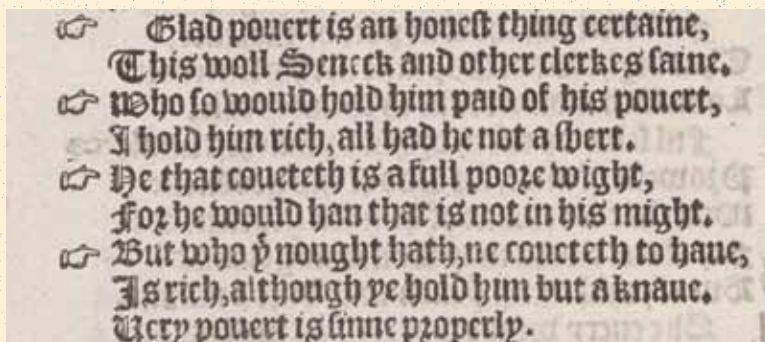 ☞ Glad pouert is an honeſt thing certaine,
This woll Seneck and other clerkes ſaine.
☞ Who ſo would hold him paid of his pouert,
I hold him rich, all had he not a ſhert.
☞ He that coueteth is a full poore wight,
For he would han that is not in his might.
☞ But who yͭ nought hath, ne coueteth to haue,
Is rich, although ye hold him but a knaue.
Uery pouert is ſinne properly.